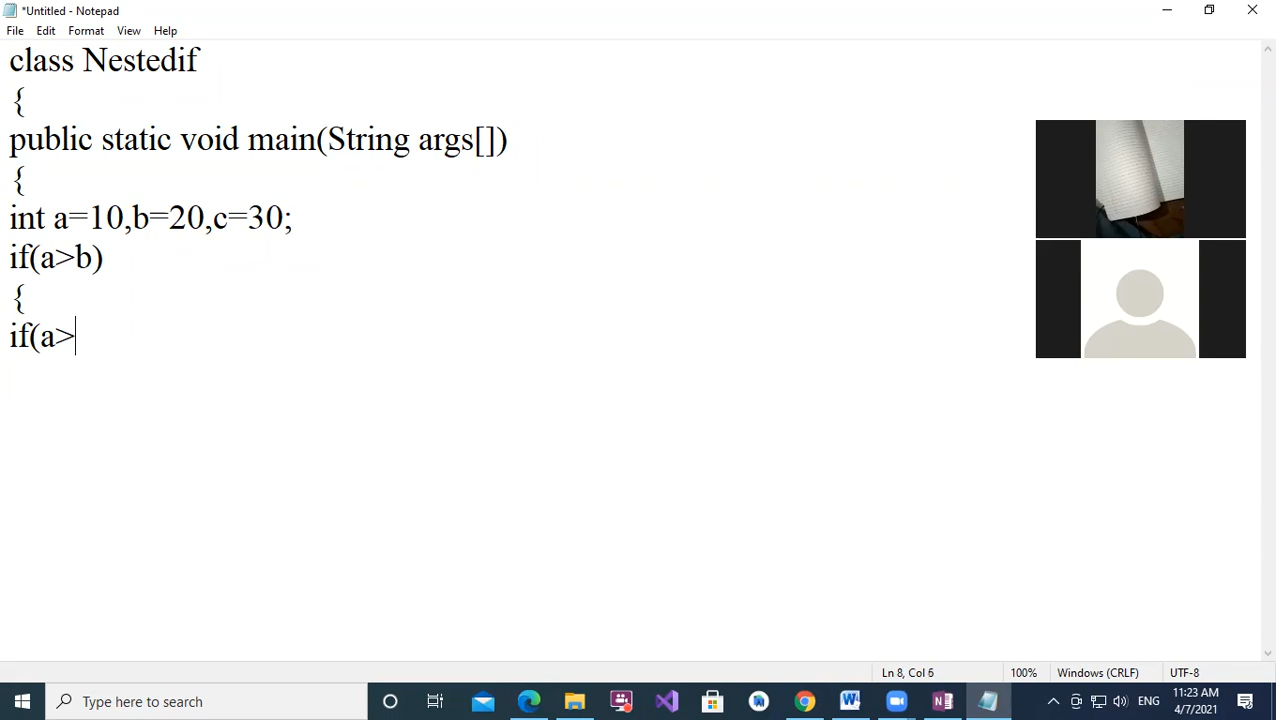 *Untitled - Notepad
File Edit Format View Help
class Nestedif
{
public static void main(String args[])
{
int a=10,b=20,c=30;
if(a>b)
{
if(a>
Ln 8, Col 6 100% Windows (CRLF) UTF-8
Type here to search
ENG
11:23 AM
4/7/2021